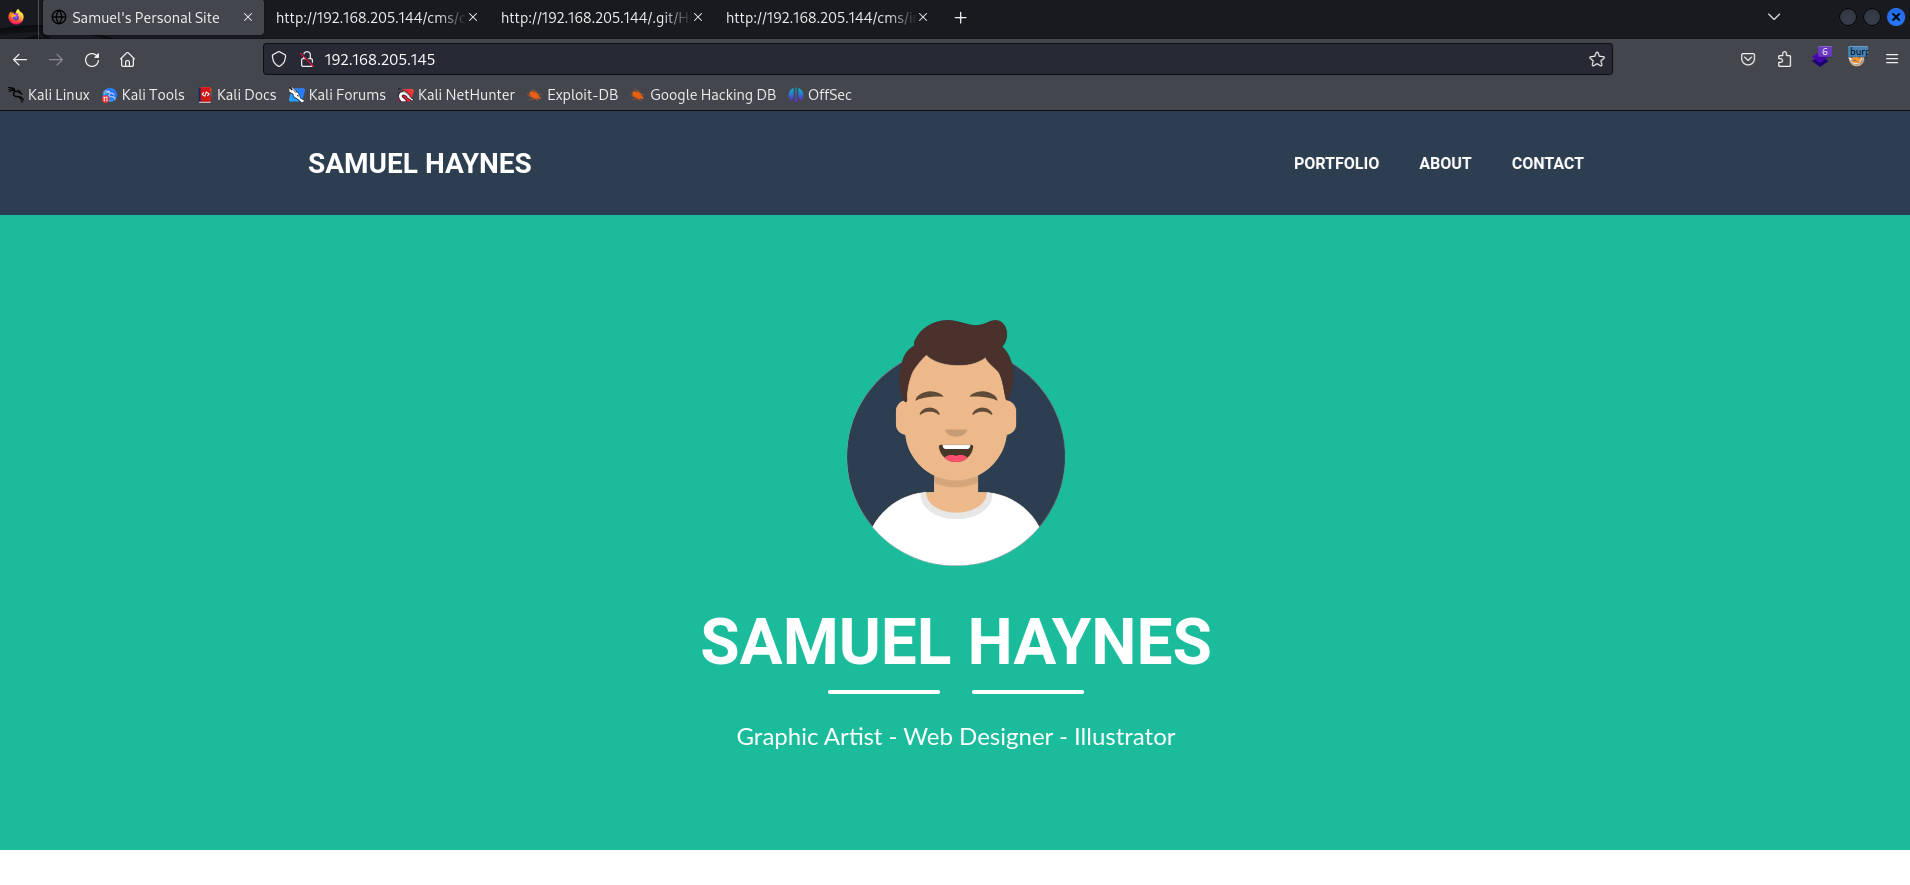 Samuel's Personal Site
http://192.168.205.144/cms/
http://192.168.205.144/.git/H
http://192.168.205.144/cms/
192.168.205.145
6
burp
Kali Linux Kali Tools Kali Docs Kali Forums Kali NetHunter Exploit-DB Google Hacking DB OffSec
SAMUEL HAYNES PORTFOLIO ABOUT CONTACT
SAMUEL HAYNES
Graphic Artist - Web Designer - Illustrator